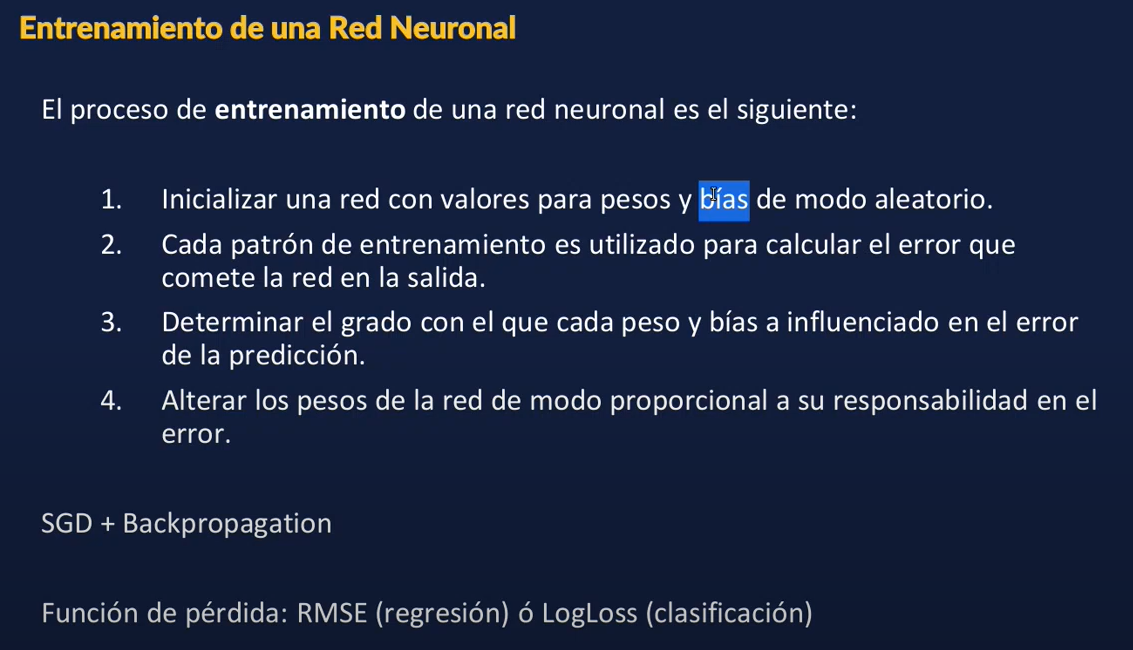 Entrenamiento de una Red Neuronal
El proceso de entrenamiento de una red neuronal es el siguiente:
1. Inicializar una red con valores para pesos y bías de modo aleatorio.
2. Cada patrón de entrenamiento es utilizado para calcular el error que
comete la red en la salida.
3. Determinar el grado con el que cada peso y bías a influenciado en el error
de la predicción.
4. Alterar los pesos de la red de modo proporcional a su responsabilidad en el
error.
SGD + Backpropagation
Función de pérdida: RMSE (regresión) ó LogLoss (clasificación)